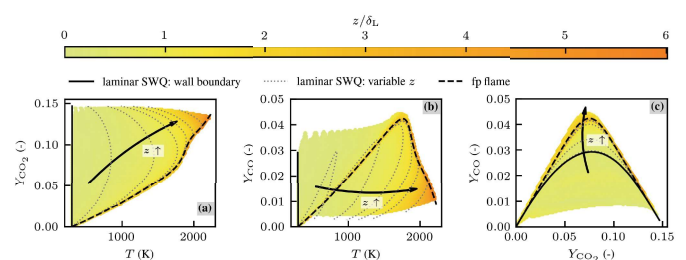 z/δL
0 1 2 3 4 5 6
laminar SWQ: wall boundary laminar SWQ: variable z fp flame
0.15
0.10
0.05
0.00
YCO2 (-)
z ↑
(a)
1000 2000
T (K)
0.05
0.04
0.03
0.02
0.01
0.00
YCO (-)
(b)
z ↑
1000 2000
T (K)
0.05
0.04
0.03
0.02
0.01
0.00
YCO (-)
(c)
z ↑
0.00 0.05 0.10 0.15
YCO2 (-)